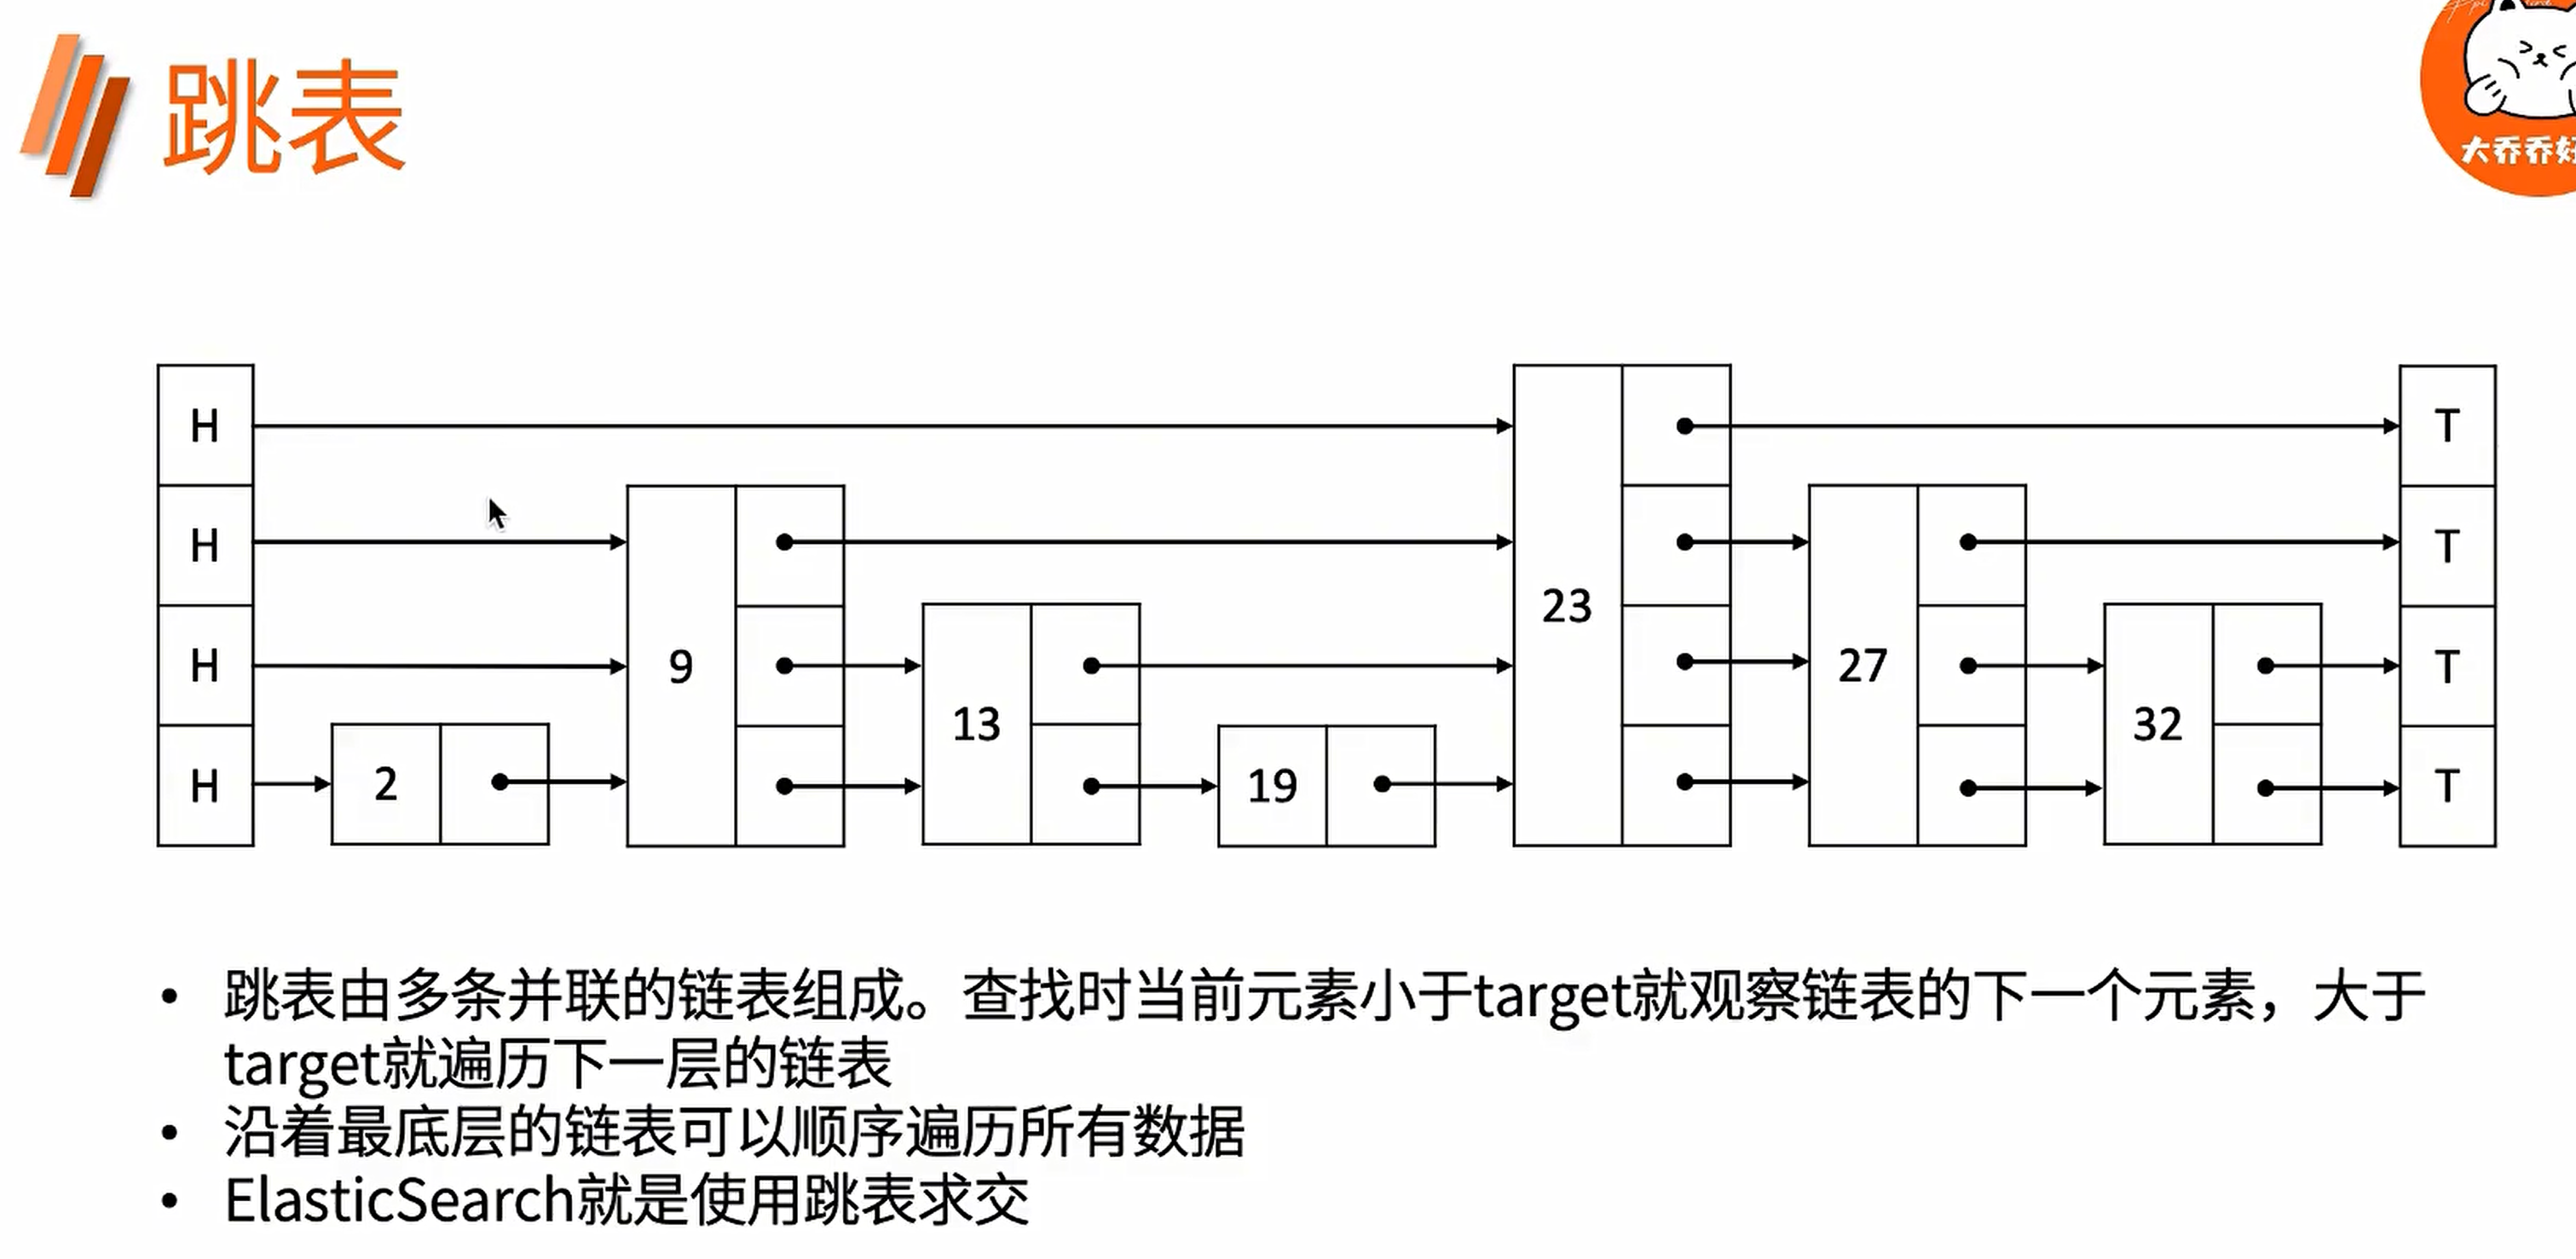 跳表
大乔乔好
H
H
H
H
2
9
13
19
23
27
32
T
T
T
T
• 跳表由多条并联的链表组成。查找时当前元素小于target就观察链表的下一个元素，大于
target就遍历下一层的链表
• 沿着最底层的链表可以顺序遍历所有数据
• ElasticSearch就是使用跳表求交